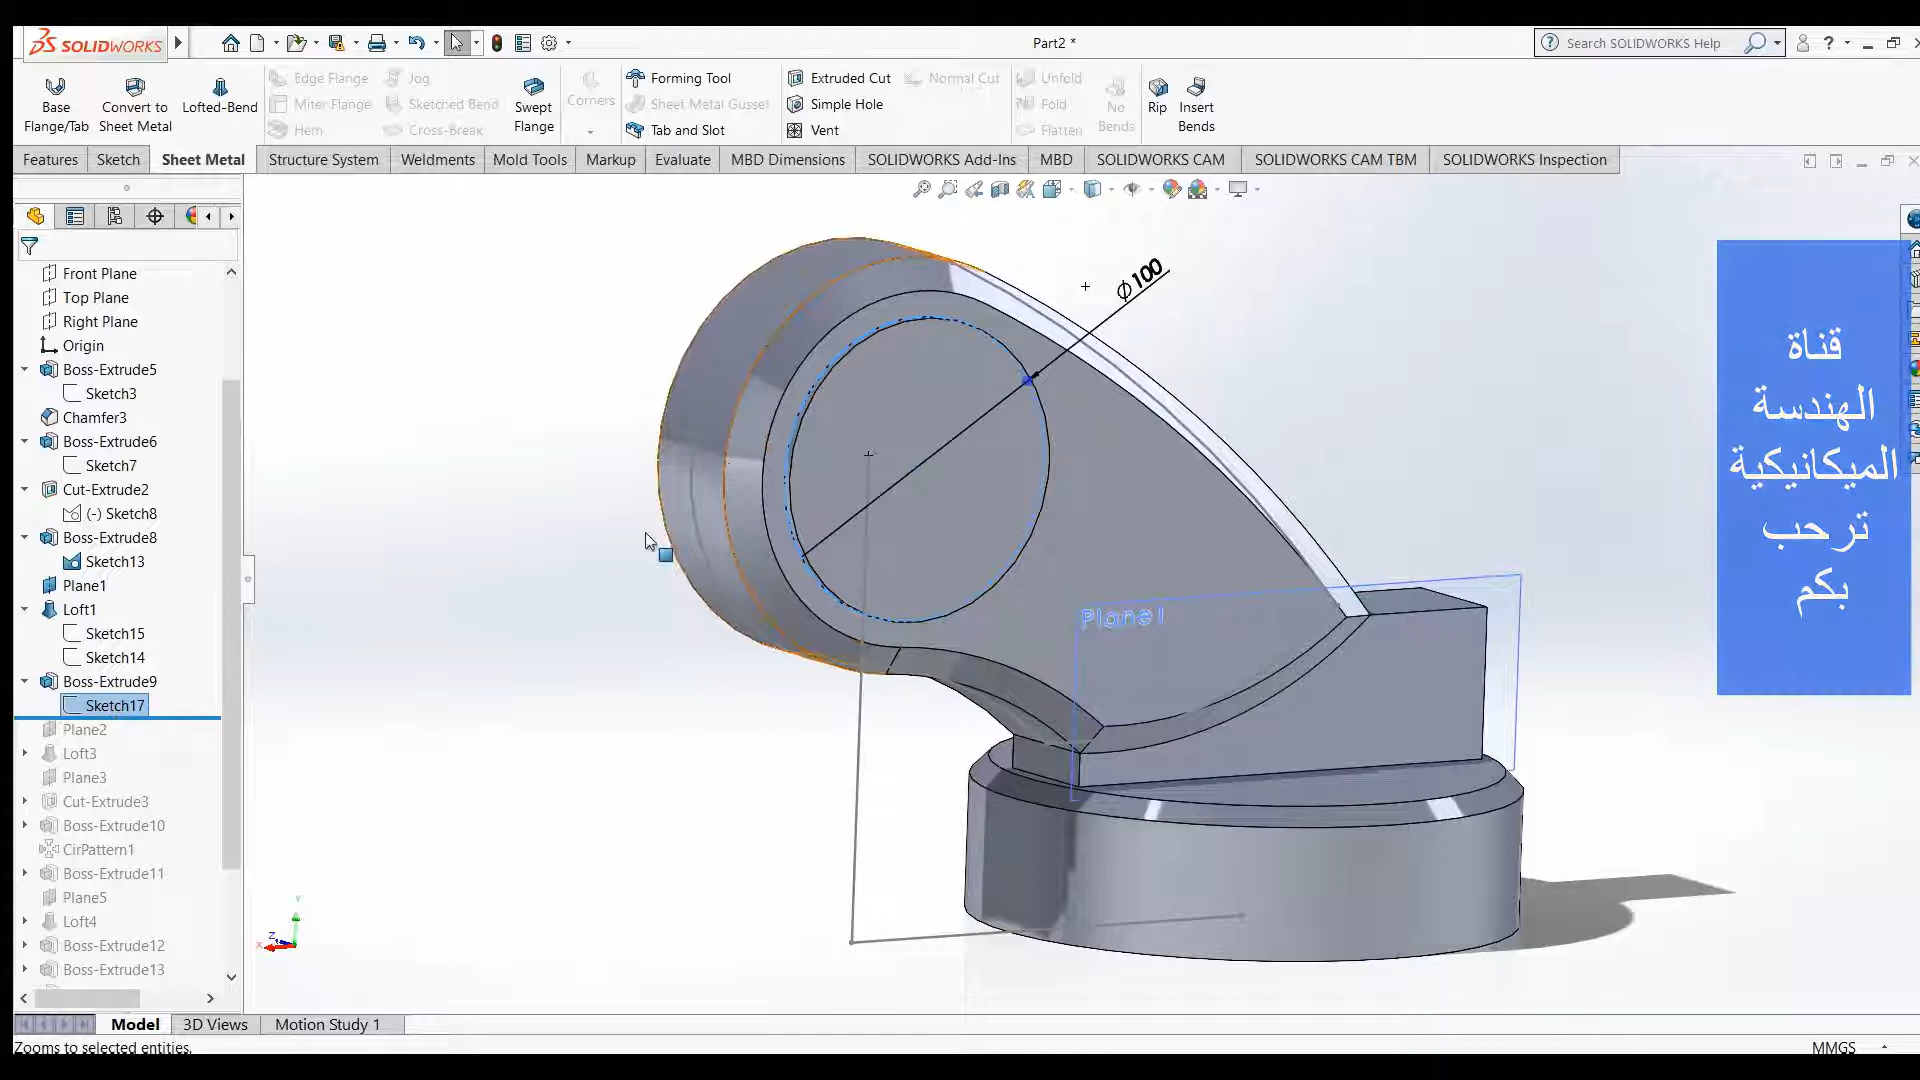 SOLIDWORKS
Part2 *
Search SOLIDWORKS Help
Base Flange/Tab
Convert to Sheet Metal
Lofted-Bend
Edge Flange
Miter Flange
Hem
Jog
Sketched Bend
Cross-Break
Swept Flange
Corners
Forming Tool
Sheet Metal Gusset
Tab and Slot
Extruded Cut
Simple Hole
Vent
Normal Cut
Unfold
Fold
Flatten
No Bends
Rip
Insert Bends
Features
Sketch
Sheet Metal
Structure System
Weldments
Mold Tools
Markup
Evaluate
MBD Dimensions
SOLIDWORKS Add-Ins
MBD
SOLIDWORKS CAM
SOLIDWORKS CAM TBM
SOLIDWORKS Inspection
Front Plane
Top Plane
Right Plane
Origin
Boss-Extrude5
Sketch3
Chamfer3
Boss-Extrude6
Sketch7
Cut-Extrude2
(-) Sketch8
Boss-Extrude8
Sketch13
Plane1
Loft1
Sketch15
Sketch14
Boss-Extrude9
Sketch17
Plane2
Loft3
Plane3
Cut-Extrude3
Boss-Extrude10
CirPattern1
Boss-Extrude11
Plane5
Loft4
Boss-Extrude12
Boss-Extrude13
∅100
Plane1
قناة
الهندسة
الميكانيكية
ترحب
بكم
Y
Z
X
Model
3D Views
Motion Study 1
Zooms to selected entities.
MMGS